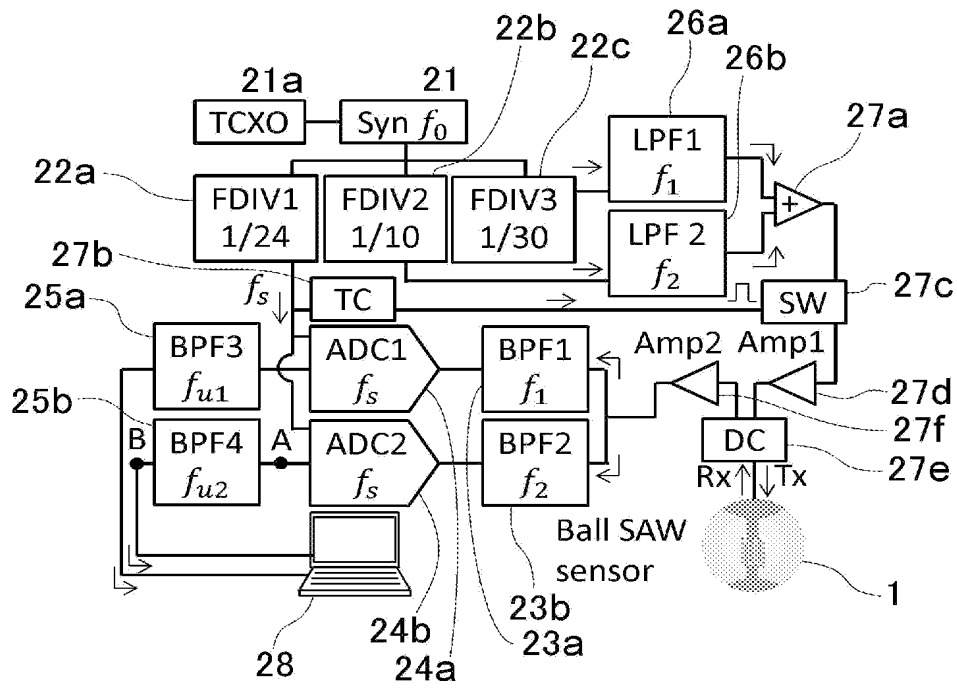 22b
26a
21a
21
22c
26b
TCXO
Syn f₀
27a
LPF1
f₁
22a
FDIV1
1/24
FDIV2
1/10
FDIV3
1/30
+
LPF 2
f₂
27b
fₛ
TC
SW
27c
25a
BPF3
fᵤ₁
ADC1
fₛ
BPF1
f₁
Amp2
Amp1
25b
27d
B
BPF4
fᵤ₂
A
ADC2
fₛ
BPF2
f₂
27f
DC
27e
Rx
Tx
Ball SAW
sensor
1
28
24b
24a
23b
23a